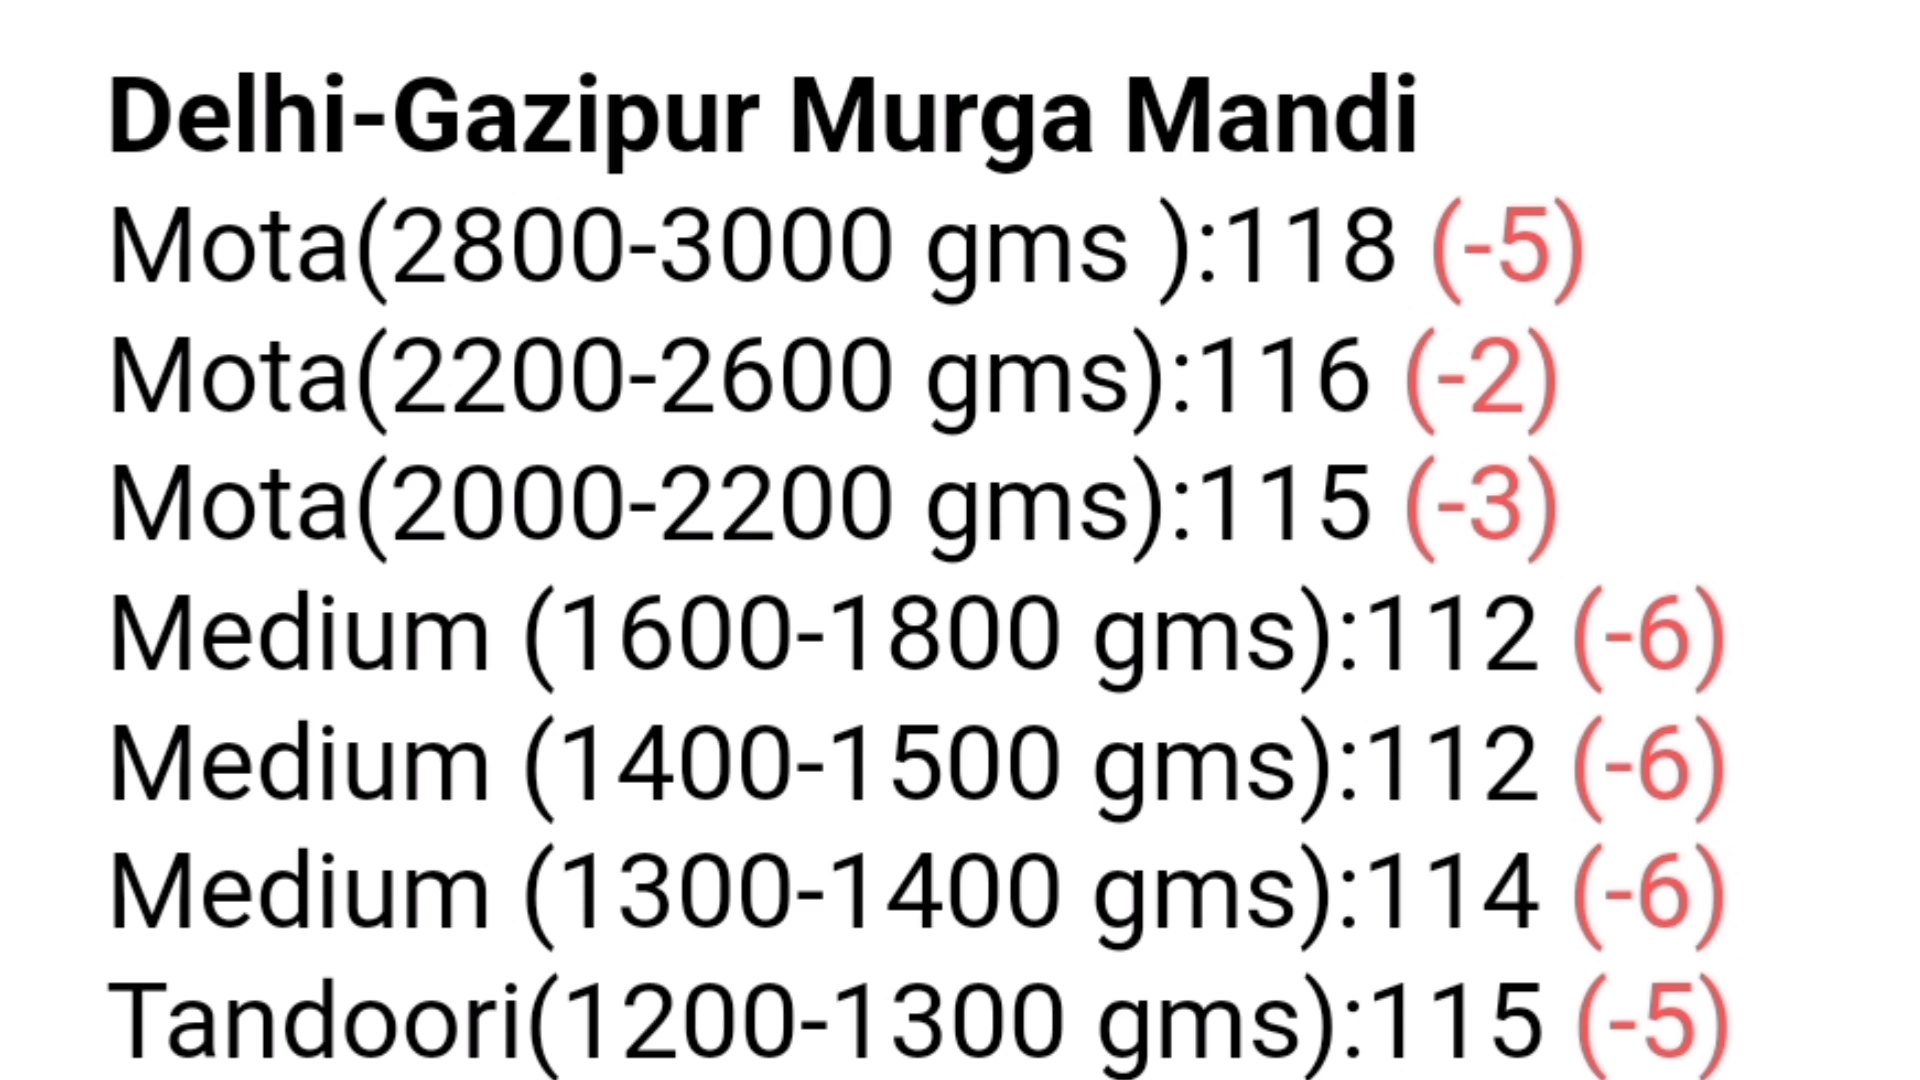 Delhi-Gazipur Murga Mandi
Mota(2800-3000 gms ):118 (-5)
Mota(2200-2600 gms):116 (-2)
Mota(2000-2200 gms):115 (-3)
Medium (1600-1800 gms):112 (-6)
Medium (1400-1500 gms):112 (-6)
Medium (1300-1400 gms):114 (-6)
Tandoori(1200-1300 gms):115 (-5)